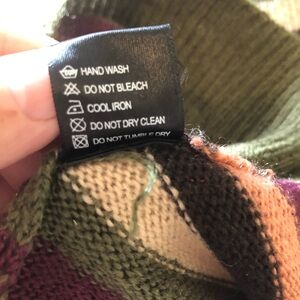 HAND WASH
DO NOT BLEACH
COOL IRON
DO NOT DRY CLEAN
DO NOT TUMBLE DRY